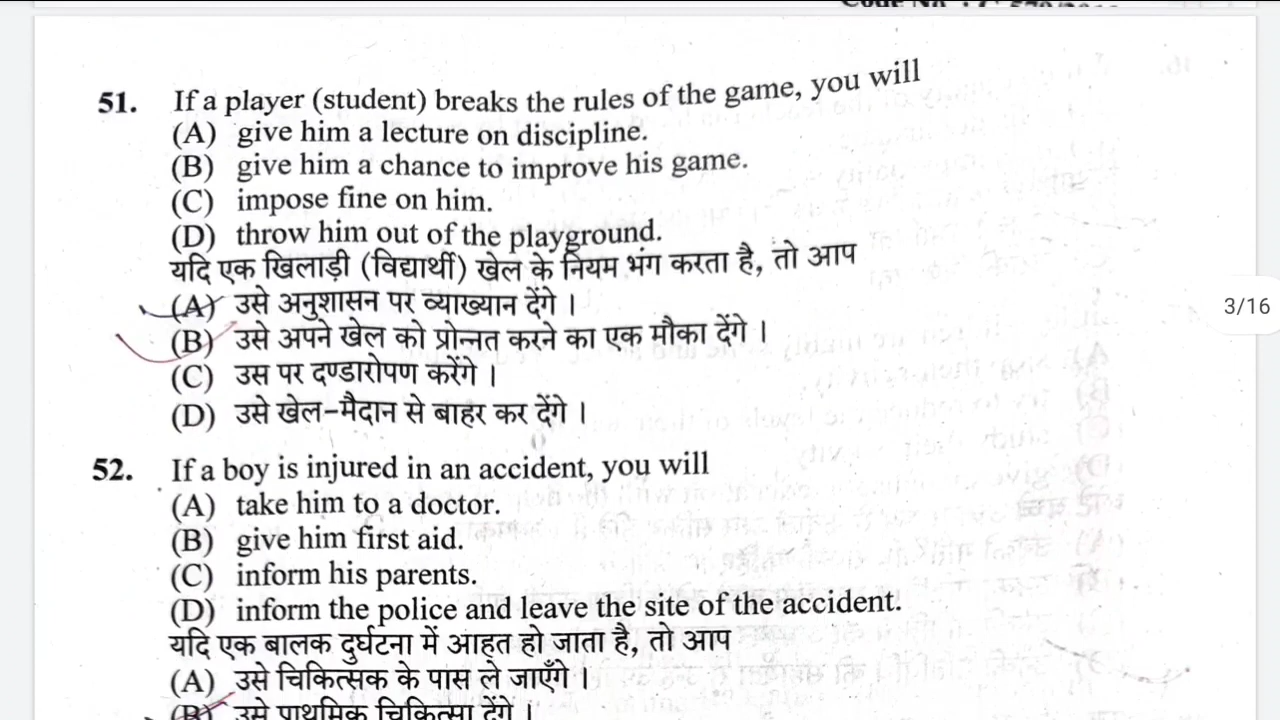 51. If a player (student) breaks the rules of the game, you will
(A) give him a lecture on discipline.
(B) give him a chance to improve his game.
(C) impose fine on him.
(D) throw him out of the playground.
यदि एक खिलाड़ी (विद्यार्थी) खेल के नियम भंग करता है, तो आप
(A) उसे अनुशासन पर व्याख्यान देंगे ।
(B) उसे अपने खेल को प्रोन्नत करने का एक मौका देंगे ।
3/16
(C) उस पर दण्डारोपण करेंगे ।
(D) उसे खेल-मैदान से बाहर कर देंगे ।
52. If a boy is injured in an accident, you will
(A) take him to a doctor.
(B) give him first aid.
(C) inform his parents.
(D) inform the police and leave the site of the accident.
यदि एक बालक दुर्घटना में आहत हो जाता है, तो आप
(A) उसे चिकित्सक के पास ले जाएँगे ।
(B) उसे प्राथमिक चिकित्सा देंगे ।